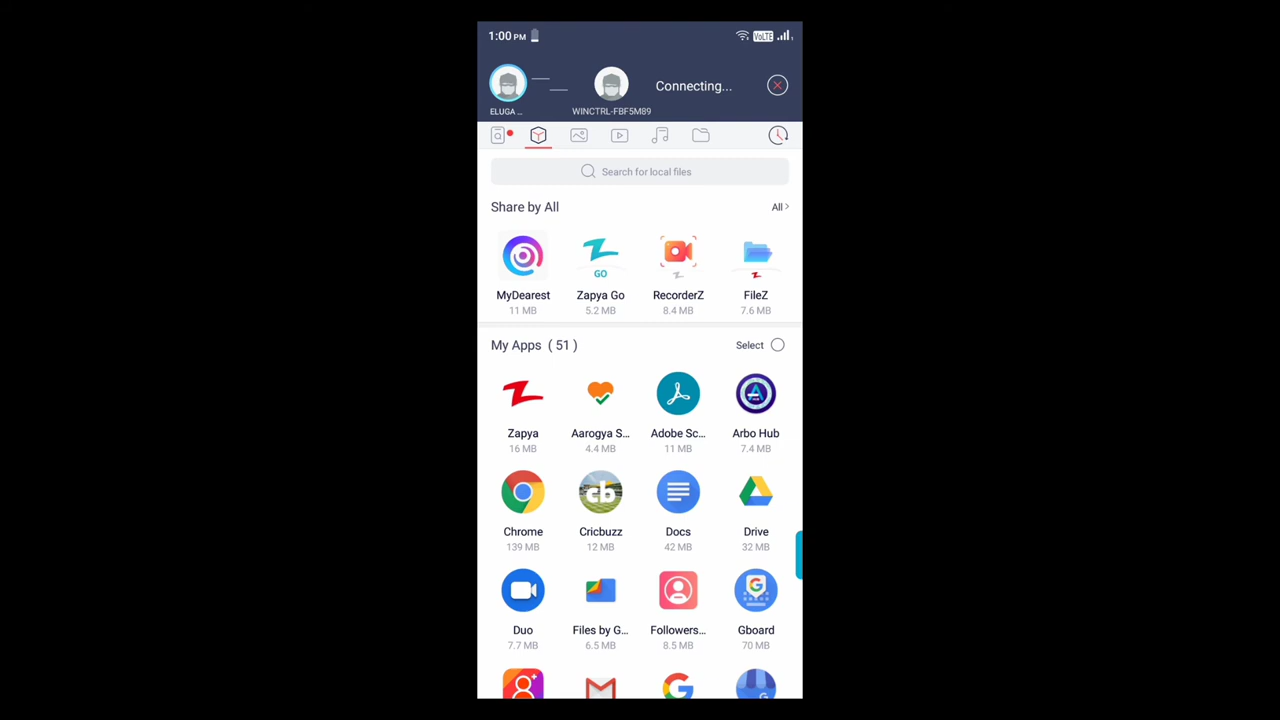 1:00 PM VoLTE
Connecting...
ELUGA ... WINCTRL-FBF5M89
Search for local files
Share by All All >
GO
MyDearest Zapya Go RecorderZ FileZ
11 MB 5.2 MB 8.4 MB 7.6 MB
My Apps ( 51 ) Select
Zapya Aarogya S... Adobe Sc... Arbo Hub
16 MB 4.4 MB 11 MB 7.4 MB
cb
Chrome Cricbuzz Docs Drive
139 MB 12 MB 42 MB 32 MB
G
Duo Files by G... Followers... Gboard
7.7 MB 6.5 MB 8.5 MB 70 MB